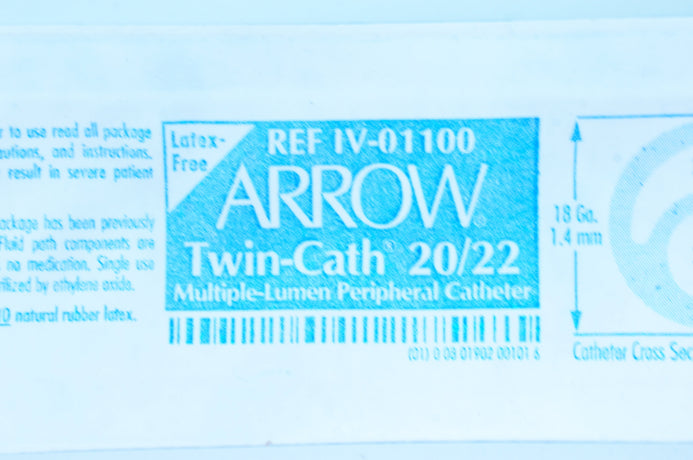 r to use read all package
autions, and instructions.
result in severe patient
ackage has been previously
Fluid path components are
no medication. Single use
rilized by ethylene oxide.
natural rubber latex.
Latex-
Free
REF IV-01100
ARROW
Twin-Cath® 20/22
Multiple-Lumen Peripheral Catheter
(01) 0 08 01902 00101 6
18 Ga.
1.4 mm
Catheter Cross Sec